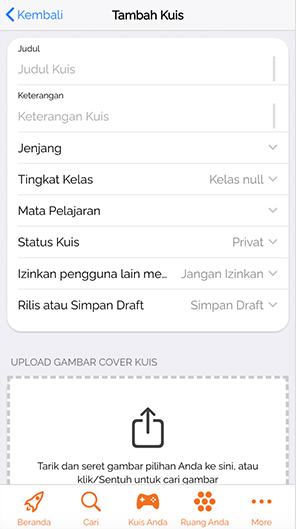 Kembali Tambah Kuis
Judul
Judul Kuis
Keterangan
Keterangan Kuis
Jenjang
Tingkat Kelas Kelas null
Mata Pelajaran
Status Kuis Privat
Izinkan pengguna lain me... Jangan Izinkan
Rilis atau Simpan Draft Simpan Draft
UPLOAD GAMBAR COVER KUIS
Tarik dan seret gambar pilihan Anda ke sini, atau
klik/Sentuh untuk cari gambar
Beranda Cari Kuis Anda Ruang Anda More